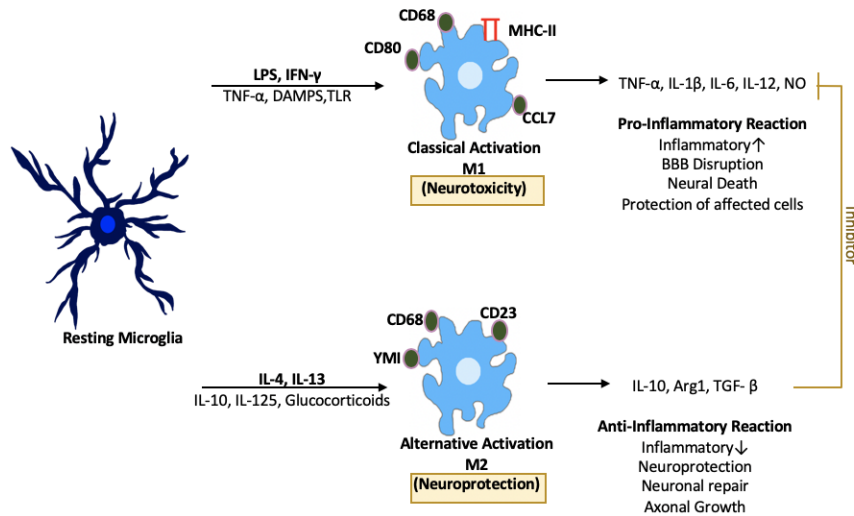 CD68
MHC-II
CD80
LPS, IFN-γ
TNF-α, DAMPS,TLR
TNF-α, IL-1β, IL-6, IL-12, NO
CCL7
Classical Activation
M1
(Neurotoxicity)
Pro-Inflammatory Reaction
Inflammatory↑
BBB Disruption
Neural Death
Protection of affected cells
Inhibitor
Resting Microglia
CD68
CD23
YMI
IL-4, IL-13
IL-10, IL-125, Glucocorticoids
IL-10, Arg1, TGF- β
Alternative Activation
M2
(Neuroprotection)
Anti-Inflammatory Reaction
Inflammatory↓
Neuroprotection
Neuronal repair
Axonal Growth